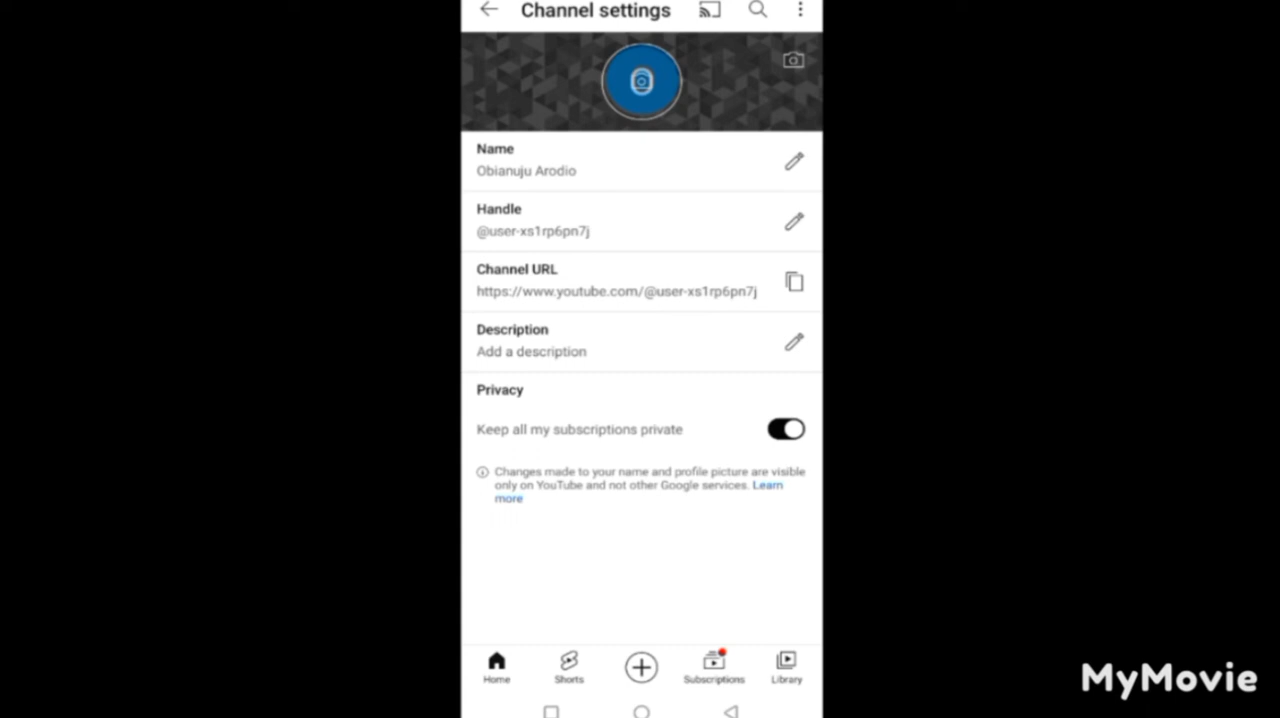 Channel settings
Name
Obianuju Arodio
Handle
@user-xs1rp6pn7j
Channel URL
https://www.youtube.com/@user-xs1rp6pn7j
Description
Add a description
Privacy
Keep all my subscriptions private
Changes made to your name and profile picture are visible
only on YouTube and not other Google services. Learn
more
Home
Shorts
Subscriptions
Library
MyMovie